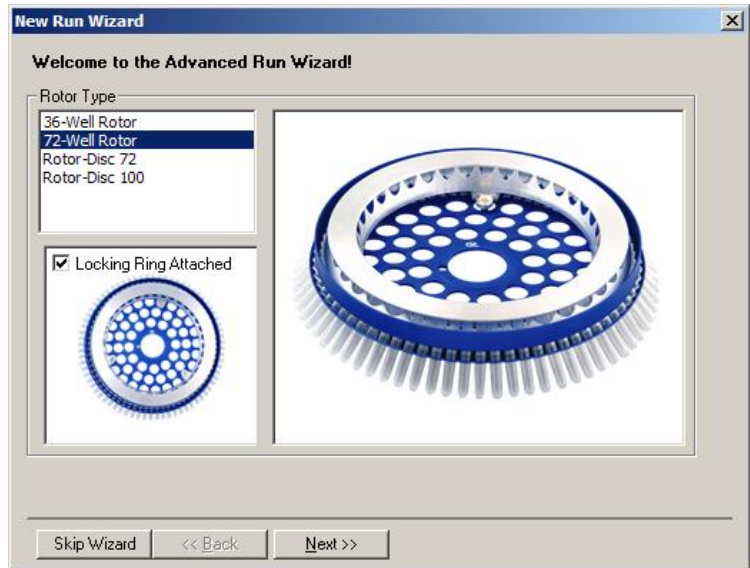 New Run Wizard
Welcome to the Advanced Run Wizard!
Rotor Type
36-Well Rotor
72-Well Rotor
Rotor-Disc 72
Rotor-Disc 100
Locking Ring Attached
Skip Wizard
<< Back
Next >>